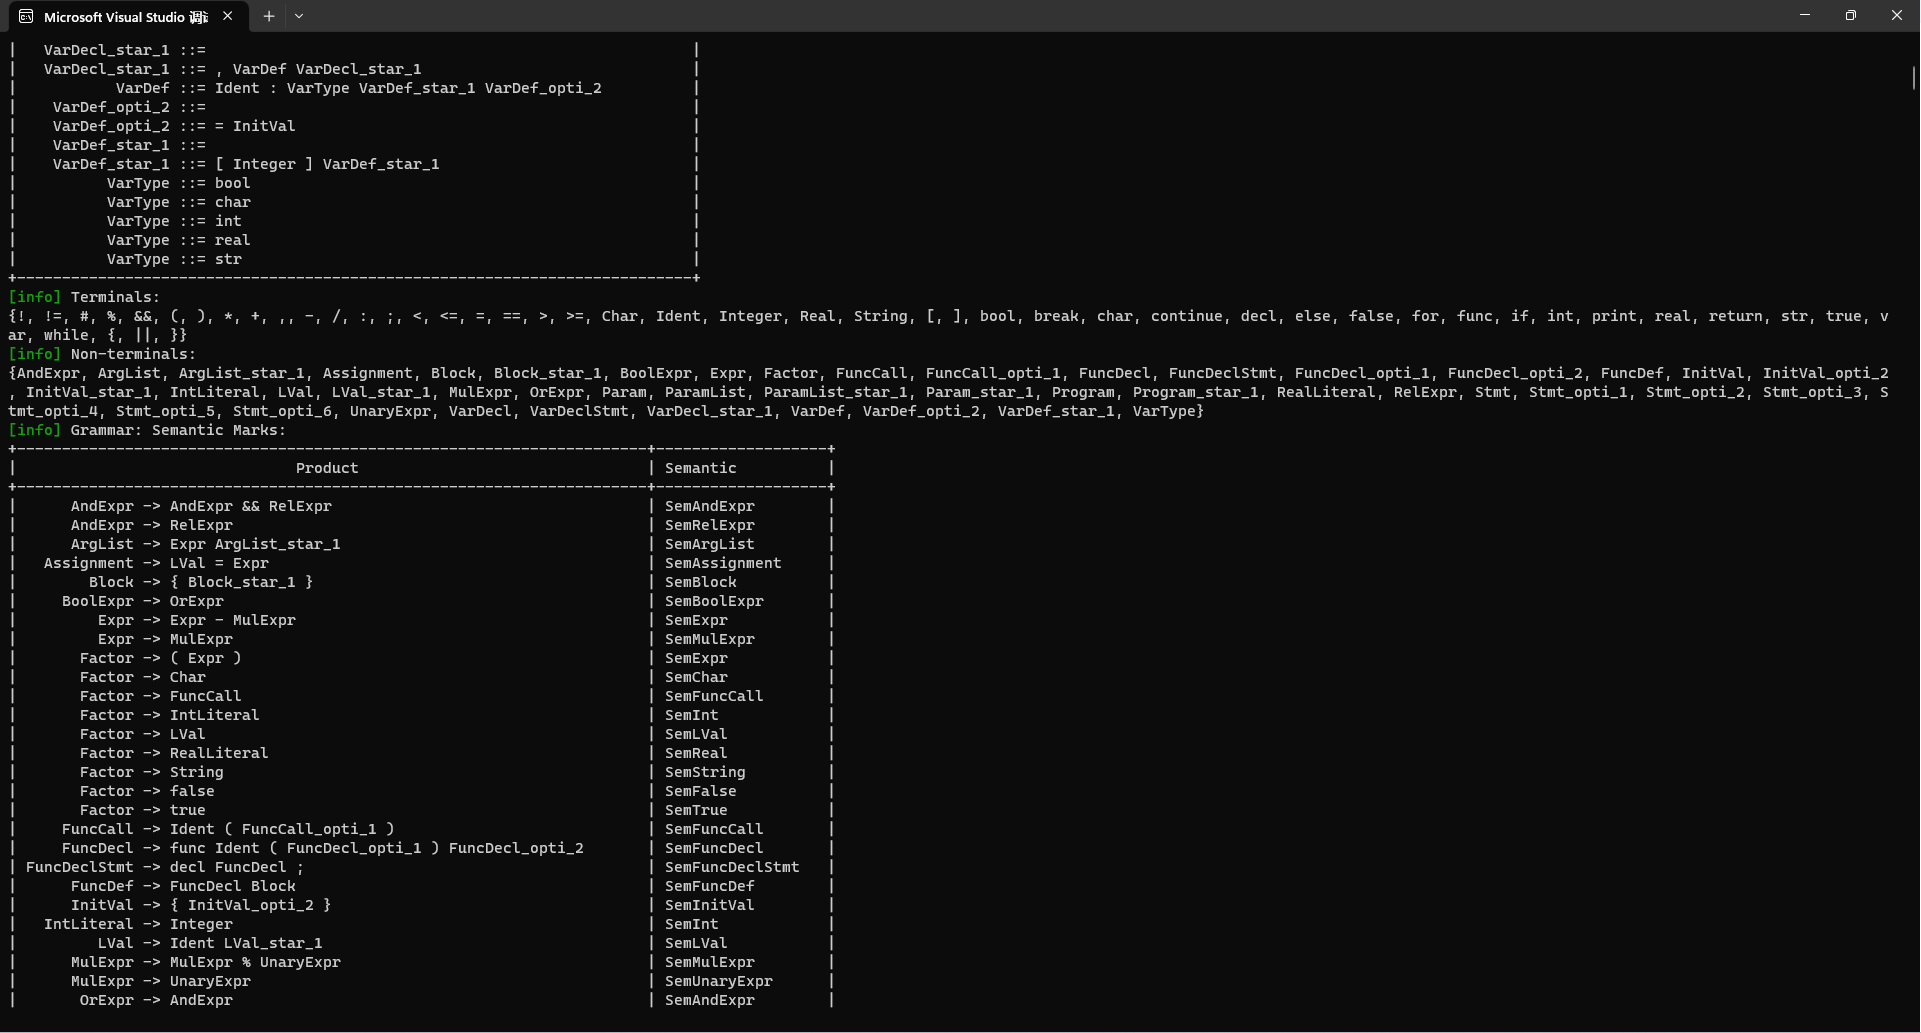 Microsoft Visual Studio 调试
| VarDecl_star_1 ::= |
| VarDecl_star_1 ::= , VarDef VarDecl_star_1 |
| VarDef ::= Ident : VarType VarDef_star_1 VarDef_opti_2 |
| VarDef_opti_2 ::= |
| VarDef_opti_2 ::= = InitVal |
| VarDef_star_1 ::= |
| VarDef_star_1 ::= [ Integer ] VarDef_star_1 |
| VarType ::= bool |
| VarType ::= char |
| VarType ::= int |
| VarType ::= real |
| VarType ::= str |
+---------------------------------------------------------------------------+
[info] Terminals:
{!, !=, #, %, &&, (, ), *, +, ,, -, /, :, ;, <, <=, =, ==, >, >=, Char, Ident, Integer, Real, String, [, ], bool, break, char, continue, decl, else, false, for, func, if, int, print, real, return, str, true, v
ar, while, {, ||, }}
[info] Non-terminals:
{AndExpr, ArgList, ArgList_star_1, Assignment, Block, Block_star_1, BoolExpr, Expr, Factor, FuncCall, FuncCall_opti_1, FuncDecl, FuncDeclStmt, FuncDecl_opti_1, FuncDecl_opti_2, FuncDef, InitVal, InitVal_opti_2
, InitVal_star_1, IntLiteral, LVal, LVal_star_1, MulExpr, OrExpr, Param, ParamList, ParamList_star_1, Param_star_1, Program, Program_star_1, RealLiteral, RelExpr, Stmt, Stmt_opti_1, Stmt_opti_2, Stmt_opti_3, S
tmt_opti_4, Stmt_opti_5, Stmt_opti_6, UnaryExpr, VarDecl, VarDeclStmt, VarDecl_star_1, VarDef, VarDef_opti_2, VarDef_star_1, VarType}
[info] Grammar: Semantic Marks:
+----------------------------------------------------------------------+-------------------+
| Product | Semantic |
+----------------------------------------------------------------------+-------------------+
| AndExpr -> AndExpr && RelExpr | SemAndExpr |
| AndExpr -> RelExpr | SemRelExpr |
| ArgList -> Expr ArgList_star_1 | SemArgList |
| Assignment -> LVal = Expr | SemAssignment |
| Block -> { Block_star_1 } | SemBlock |
| BoolExpr -> OrExpr | SemBoolExpr |
| Expr -> Expr - MulExpr | SemExpr |
| Expr -> MulExpr | SemMulExpr |
| Factor -> ( Expr ) | SemExpr |
| Factor -> Char | SemChar |
| Factor -> FuncCall | SemFuncCall |
| Factor -> IntLiteral | SemInt |
| Factor -> LVal | SemLVal |
| Factor -> RealLiteral | SemReal |
| Factor -> String | SemString |
| Factor -> false | SemFalse |
| Factor -> true | SemTrue |
| FuncCall -> Ident ( FuncCall_opti_1 ) | SemFuncCall |
| FuncDecl -> func Ident ( FuncDecl_opti_1 ) FuncDecl_opti_2 | SemFuncDecl |
| FuncDeclStmt -> decl FuncDecl ; | SemFuncDeclStmt |
| FuncDef -> FuncDecl Block | SemFuncDef |
| InitVal -> { InitVal_opti_2 } | SemInitVal |
| IntLiteral -> Integer | SemInt |
| LVal -> Ident LVal_star_1 | SemLVal |
| MulExpr -> MulExpr % UnaryExpr | SemMulExpr |
| MulExpr -> UnaryExpr | SemUnaryExpr |
| OrExpr -> AndExpr | SemAndExpr |